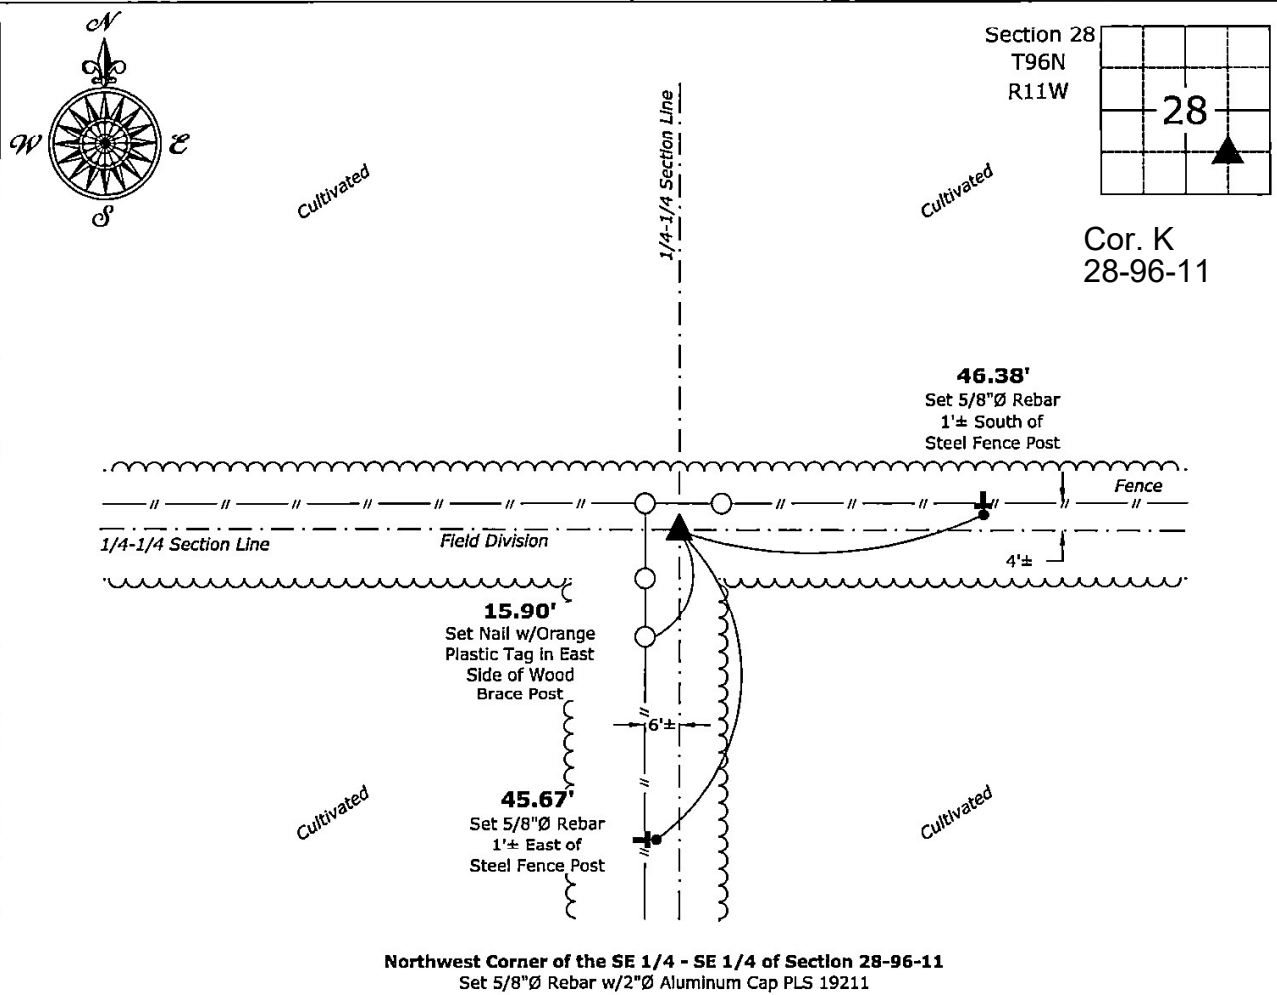 N
W
E
S
Section 28
T96N
R11W
28
Cor. K
28-96-11
Cultivated
1/4-1/4 Section Line
Cultivated
46.38'
Set 5/8"Ø Rebar
1'± South of
Steel Fence Post
Fence
1/4-1/4 Section Line
Field Division
4'±
15.90'
Set Nail w/Orange
Plastic Tag in East
Side of Wood
Brace Post
6'±
45.67'
Set 5/8"Ø Rebar
1'± East of
Steel Fence Post
Cultivated
Cultivated
Northwest Corner of the SE 1/4 - SE 1/4 of Section 28-96-11
Set 5/8"Ø Rebar w/2"Ø Aluminum Cap PLS 19211